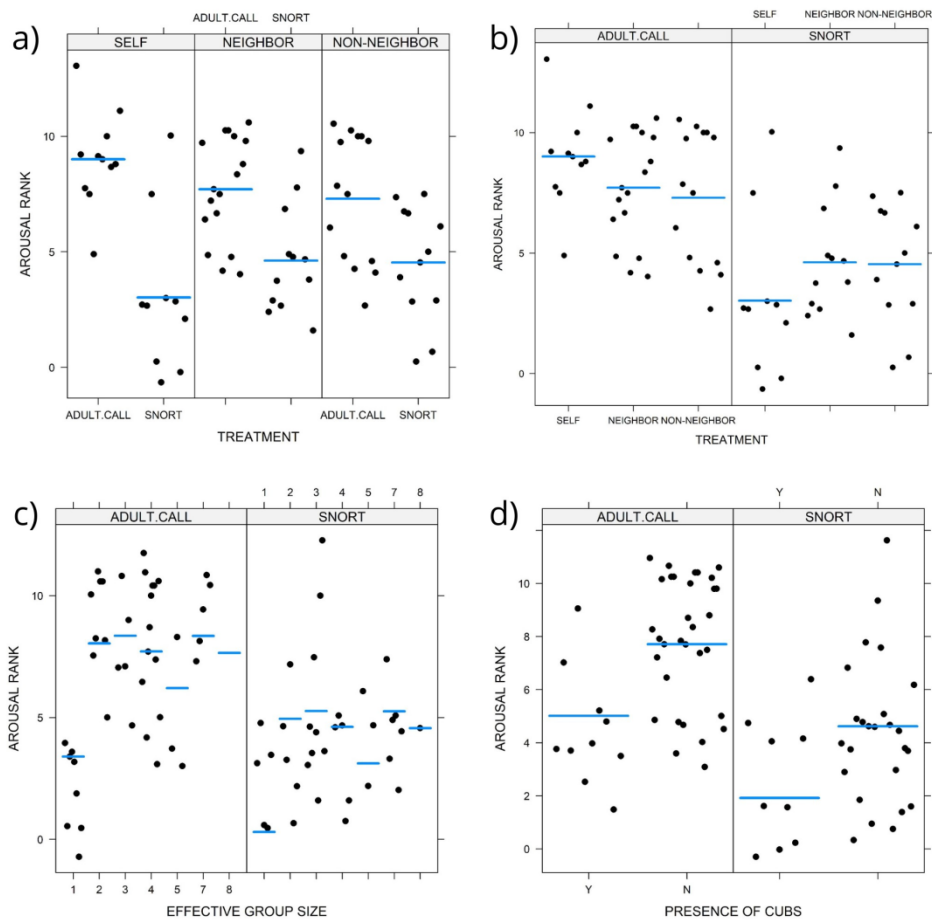 ADULT.CALL SNORT
a) SELF NEIGHBOR NON-NEIGHBOR
10
5
0
AROUSAL RANK
ADULT.CALL SNORT ADULT.CALL SNORT
TREATMENT
SELF NEIGHBOR NON-NEIGHBOR
b) ADULT.CALL SNORT
10
5
0
AROUSAL RANK
SELF NEIGHBOR NON-NEIGHBOR
TREATMENT
1 2 3 4 5 7 8
c) ADULT.CALL SNORT
10
5
0
AROUSAL RANK
1 2 3 4 5 7 8
EFFECTIVE GROUP SIZE
Y N
d) ADULT.CALL SNORT
12
10
8
6
4
2
0
AROUSAL RANK
Y N
PRESENCE OF CUBS